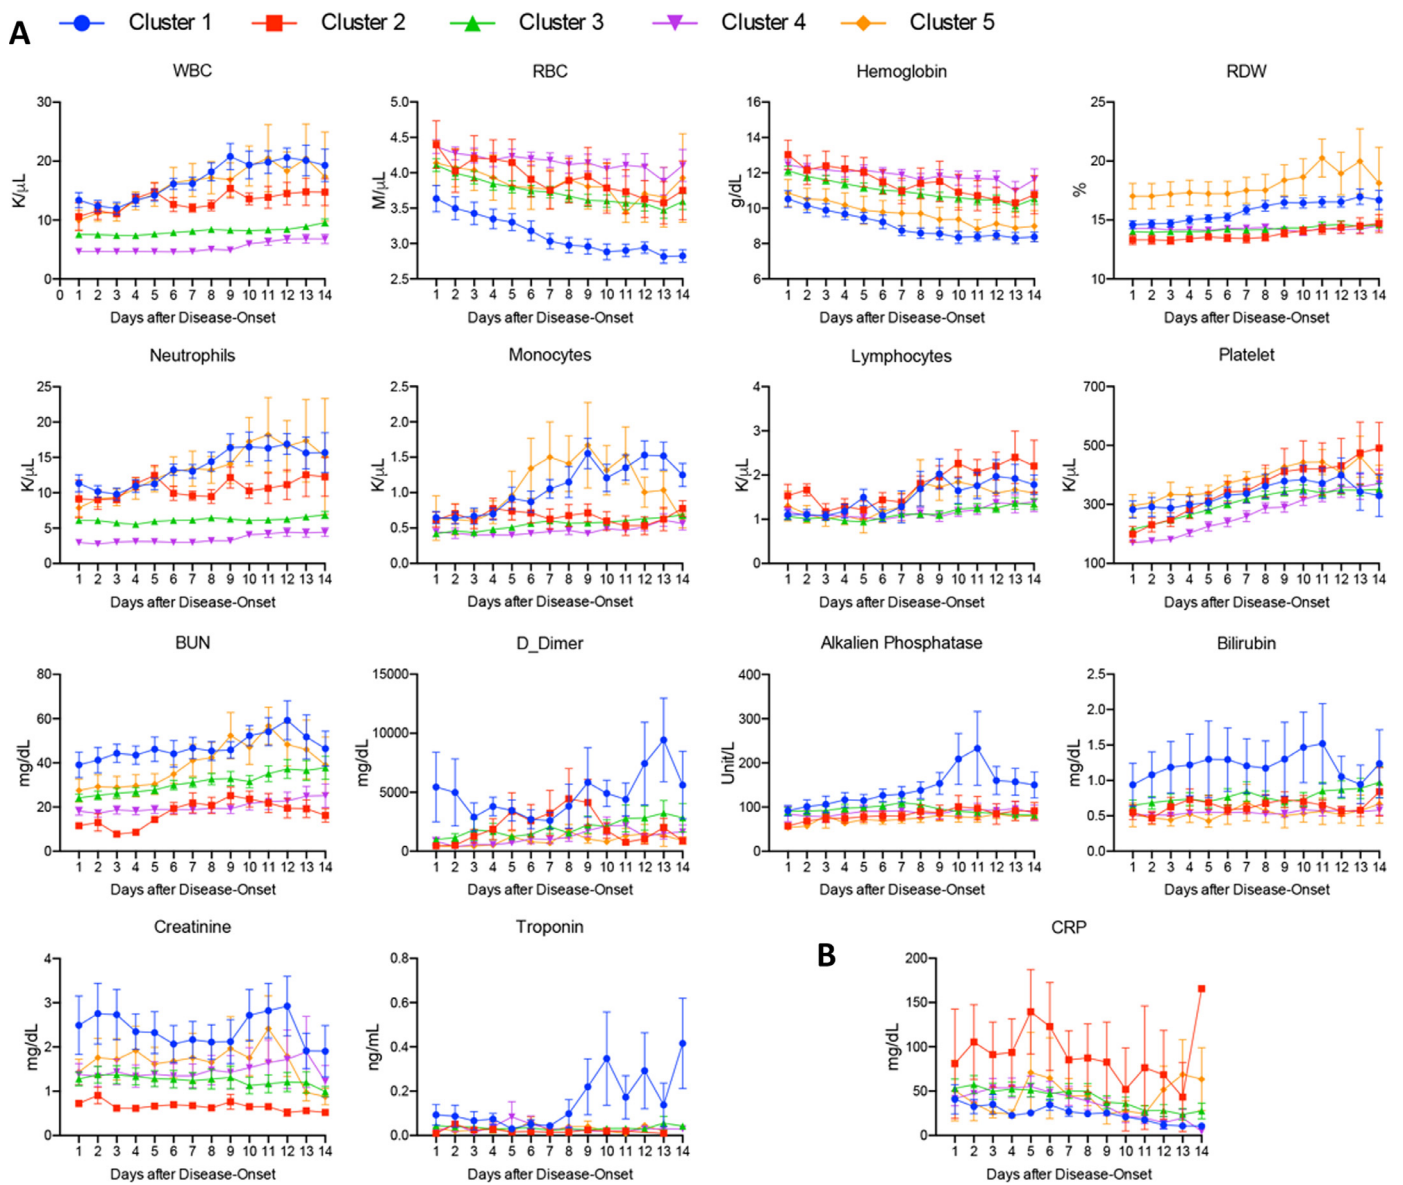 Cluster 1 Cluster 2 Cluster 3 Cluster 4 Cluster 5
A
WBC
30
20
10
0
K/μL
0 1 2 3 4 5 6 7 8 9 10 11 12 13 14
Days after Disease-Onset
RBC
5.0
4.5
4.0
3.5
3.0
2.5
M/μL
1 2 3 4 5 6 7 8 9 10 11 12 13 14
Days after Disease-Onset
Hemoglobin
16
14
12
10
8
6
g/dL
1 2 3 4 5 6 7 8 9 10 11 12 13 14
Days after Disease-Onset
RDW
25
20
15
10
%
1 2 3 4 5 6 7 8 9 10 11 12 13 14
Days after Disease-Onset
Neutrophils
25
20
15
10
5
0
K/μL
1 2 3 4 5 6 7 8 9 10 11 12 13 14
Days after Disease-Onset
Monocytes
2.5
2.0
1.5
1.0
0.5
0.0
K/μL
1 2 3 4 5 6 7 8 9 10 11 12 13 14
Days after Disease-Onset
Lymphocytes
4
3
2
1
0
K/μL
1 2 3 4 5 6 7 8 9 10 11 12 13 14
Days after Disease-Onset
Platelet
700
500
300
100
K/μL
1 2 3 4 5 6 7 8 9 10 11 12 13 14
Days after Disease-Onset
BUN
80
60
40
20
0
mg/dL
1 2 3 4 5 6 7 8 9 10 11 12 13 14
Days after Disease-Onset
D_Dimer
15000
10000
5000
0
mg/dL
1 2 3 4 5 6 7 8 9 10 11 12 13 14
Days after Disease-Onset
Alkalien Phosphatase
400
300
200
100
0
Unit/L
1 2 3 4 5 6 7 8 9 10 11 12 13 14
Days after Disease-Onset
Bilirubin
2.5
2.0
1.5
1.0
0.5
0.0
mg/dL
1 2 3 4 5 6 7 8 9 10 11 12 13 14
Days after Disease-Onset
Creatinine
4
3
2
1
0
mg/dL
1 2 3 4 5 6 7 8 9 10 11 12 13 14
Days after Disease-Onset
Troponin
0.8
0.6
0.4
0.2
0.0
ng/mL
1 2 3 4 5 6 7 8 9 10 11 12 13 14
Days after Disease-Onset
B
CRP
200
150
100
50
0
mg/dL
1 2 3 4 5 6 7 8 9 10 11 12 13 14
Days after Disease-Onset